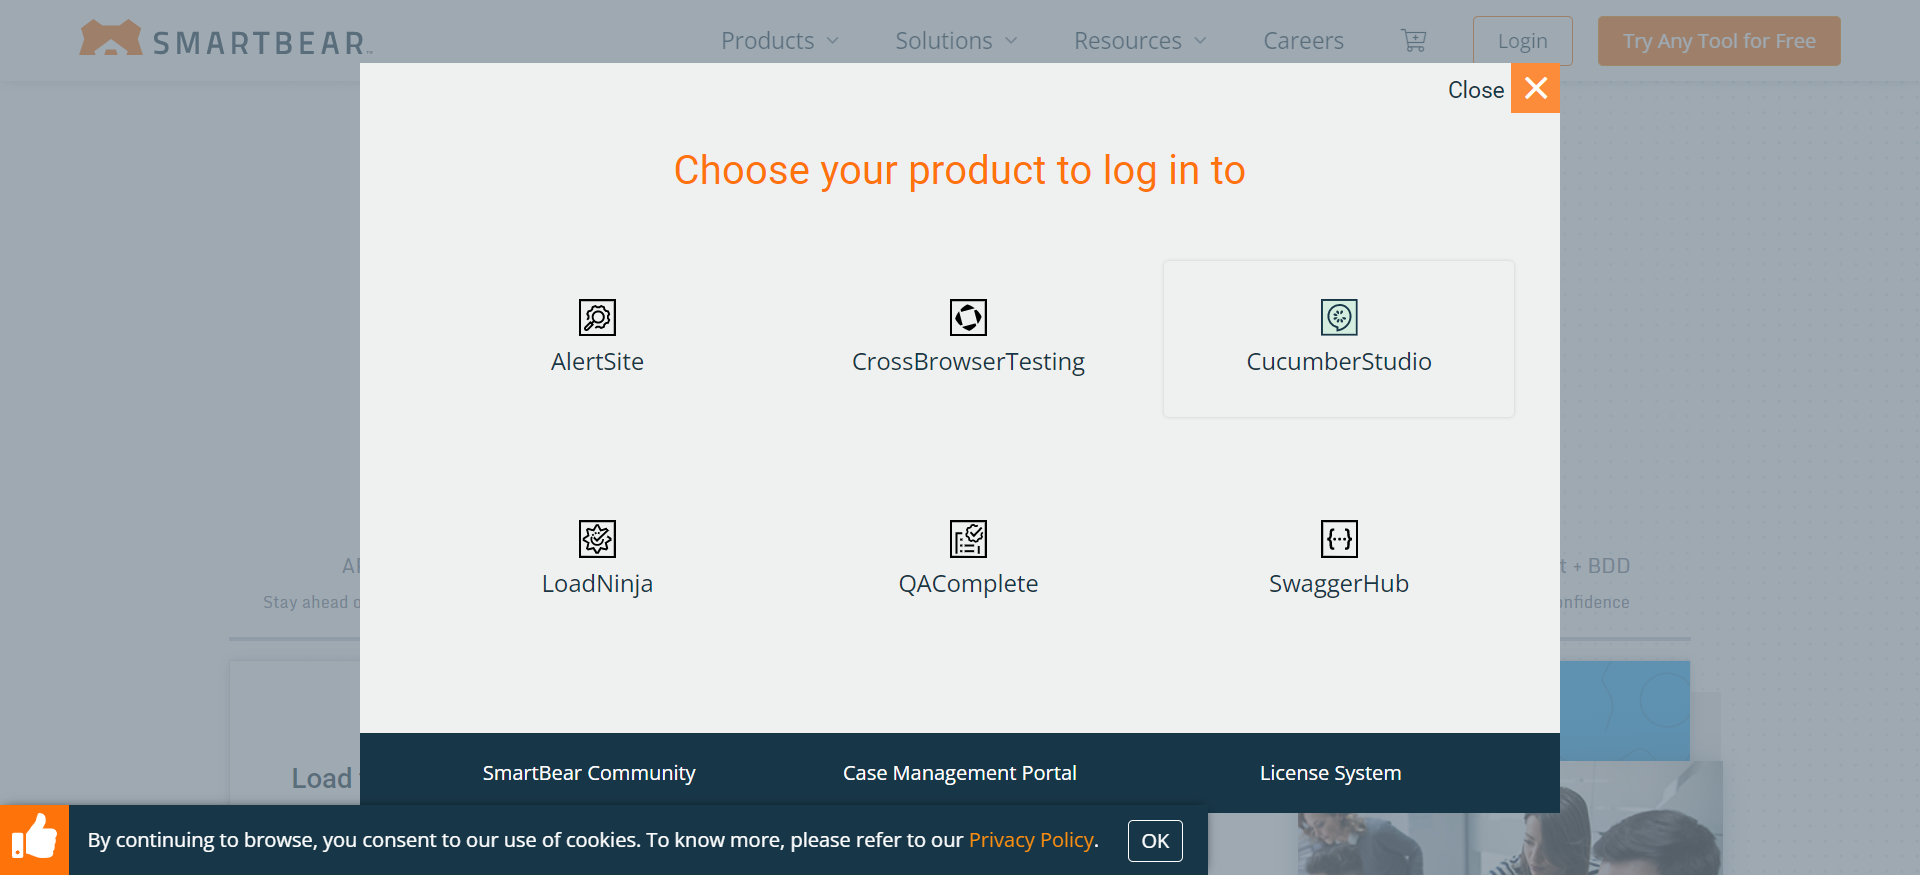 SMARTBEAR
Products
Solutions
Resources
Careers
Login
Try Any Tool for Free
Close
Choose your product to log in to
AlertSite
CrossBrowserTesting
CucumberStudio
LoadNinja
QAComplete
SwaggerHub
Stay ahead
+ BDD
Load
SmartBear Community
Case Management Portal
License System
By continuing to browse, you consent to our use of cookies. To know more, please refer to our Privacy Policy.
OK